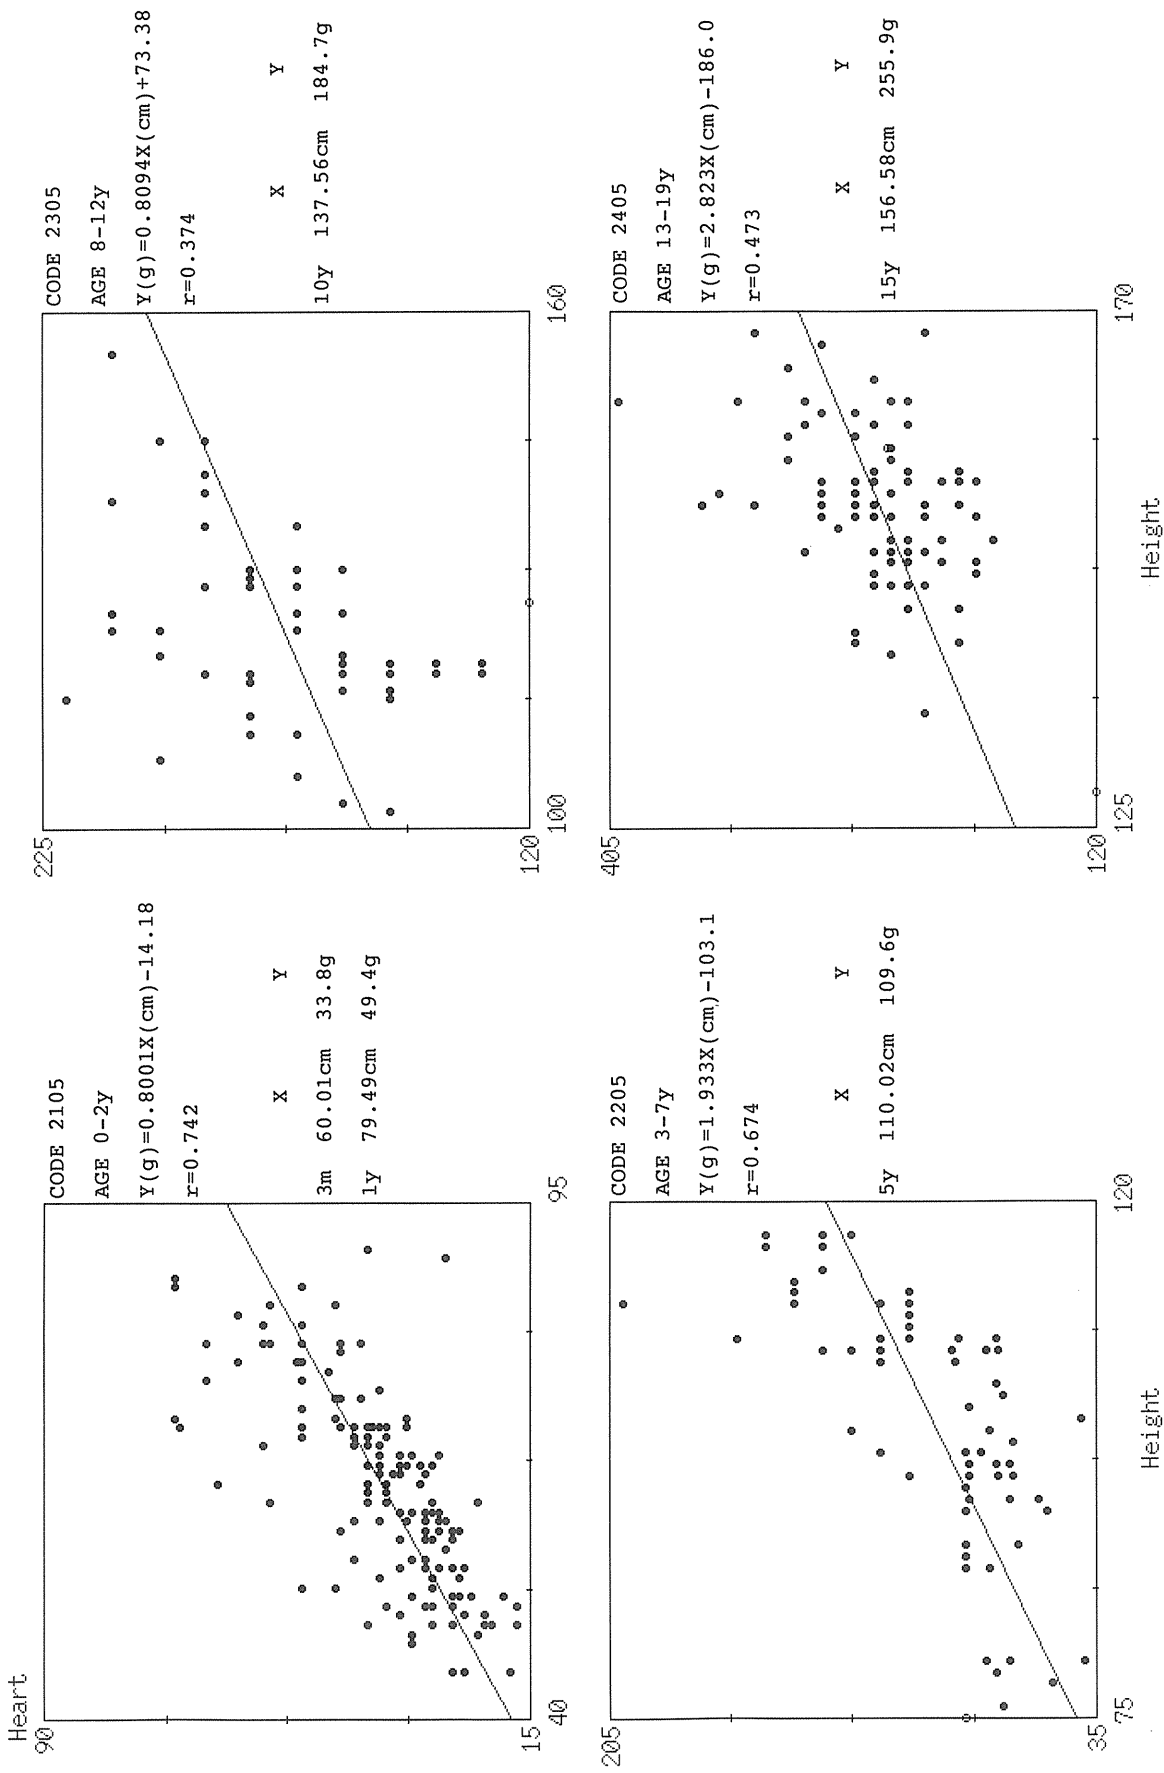 Heart
90
15
40
95
CODE 2105
AGE 0-2y
Y(g)=0.8001X(cm)-14.18
r=0.742
X Y
3m 60.01cm 33.8g
1y 79.49cm 49.4g
225
120
100
160
CODE 2305
AGE 8-12y
Y(g)=0.8094X(cm)+73.38
r=0.374
X Y
10y 137.56cm 184.7g
205
35
75
120
Height
CODE 2205
AGE 3-7y
Y(g)=1.933X(cm)-103.1
r=0.674
X Y
5y 110.02cm 109.6g
405
120
125
170
Height
CODE 2405
AGE 13-19y
Y(g)=2.823X(cm)-186.0
r=0.473
X Y
15y 156.58cm 255.9g